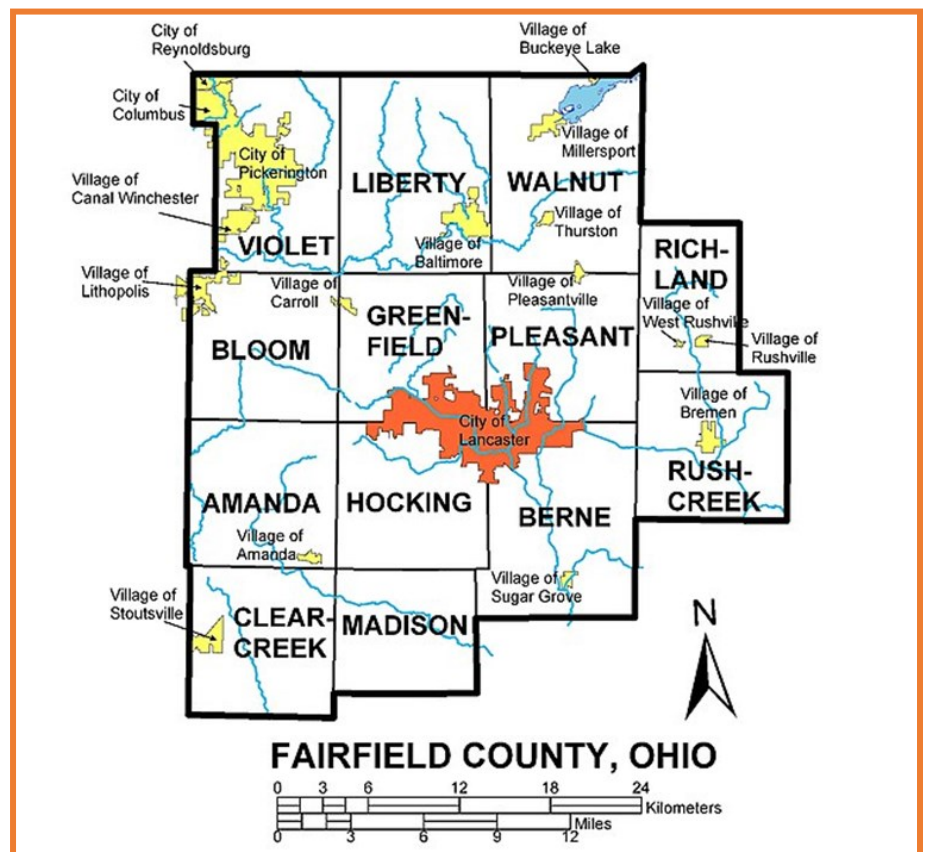 City of
Reynoldsburg
Village of
Buckeye Lake
City of
Columbus
City of
Pickerington
Village of
Millersport
LIBERTY
WALNUT
Village of
Canal Winchester
Village of
Thurston
VIOLET
Village of
Baltimore
RICH-
LAND
Village of
Lithopolis
Village of
Carroll
Village of
Pleasantville
GREEN-
FIELD
PLEASANT
Village of
West Rushville
Village of
Rushville
BLOOM
Village of
Bremen
City of
Lancaster
RUSH-
CREEK
AMANDA
HOCKING
BERNE
Village of
Amanda
Village of
Sugar Grove
Village of
Stoutsville
CLEAR-
CREEK
MADISON
N
FAIRFIELD COUNTY, OHIO
0 3 6 12 18 24
Kilometers
Miles
0 3 6 9 12